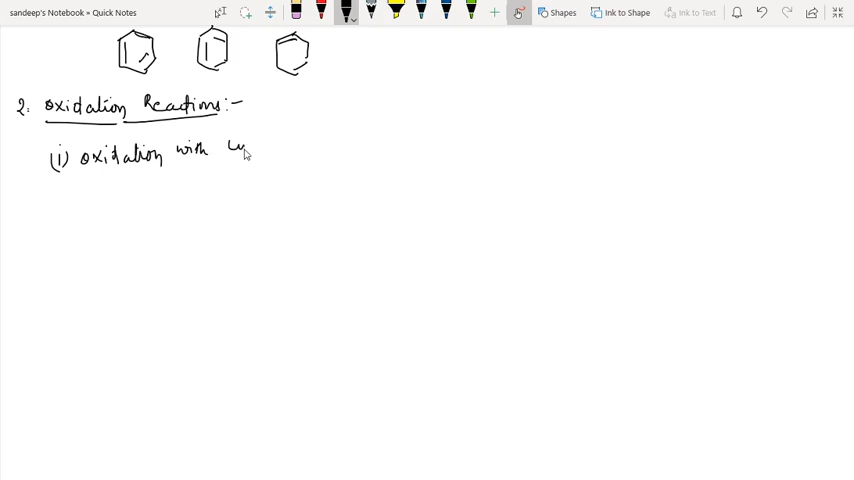 sandeep's Notebook » Quick Notes
Shapes
Ink to Shape
Ink to Text
2. Oxidation Reactions:-
(i) Oxidation with